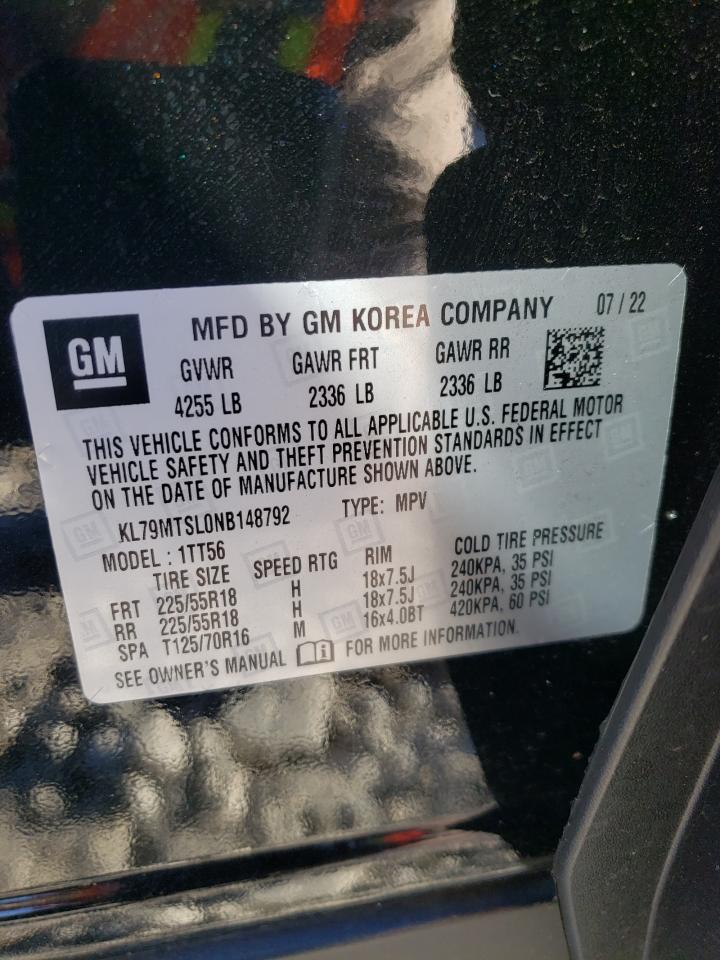 GM
MFD BY GM KOREA COMPANY 07 / 22
GVWR GAWR FRT GAWR RR
4255 LB 2336 LB 2336 LB
THIS VEHICLE CONFORMS TO ALL APPLICABLE U.S. FEDERAL MOTOR
VEHICLE SAFETY AND THEFT PREVENTION STANDARDS IN EFFECT
ON THE DATE OF MANUFACTURE SHOWN ABOVE.
KL79MTSL0NB148792 TYPE: MPV
MODEL : 1TT56
TIRE SIZE SPEED RTG RIM COLD TIRE PRESSURE
FRT 225/55R18 H 18x7.5J 240KPA, 35 PSI
RR 225/55R18 H 18x7.5J 240KPA, 35 PSI
SPA T125/70R16 M 16x4.0BT 420KPA, 60 PSI
SEE OWNER'S MANUAL FOR MORE INFORMATION.